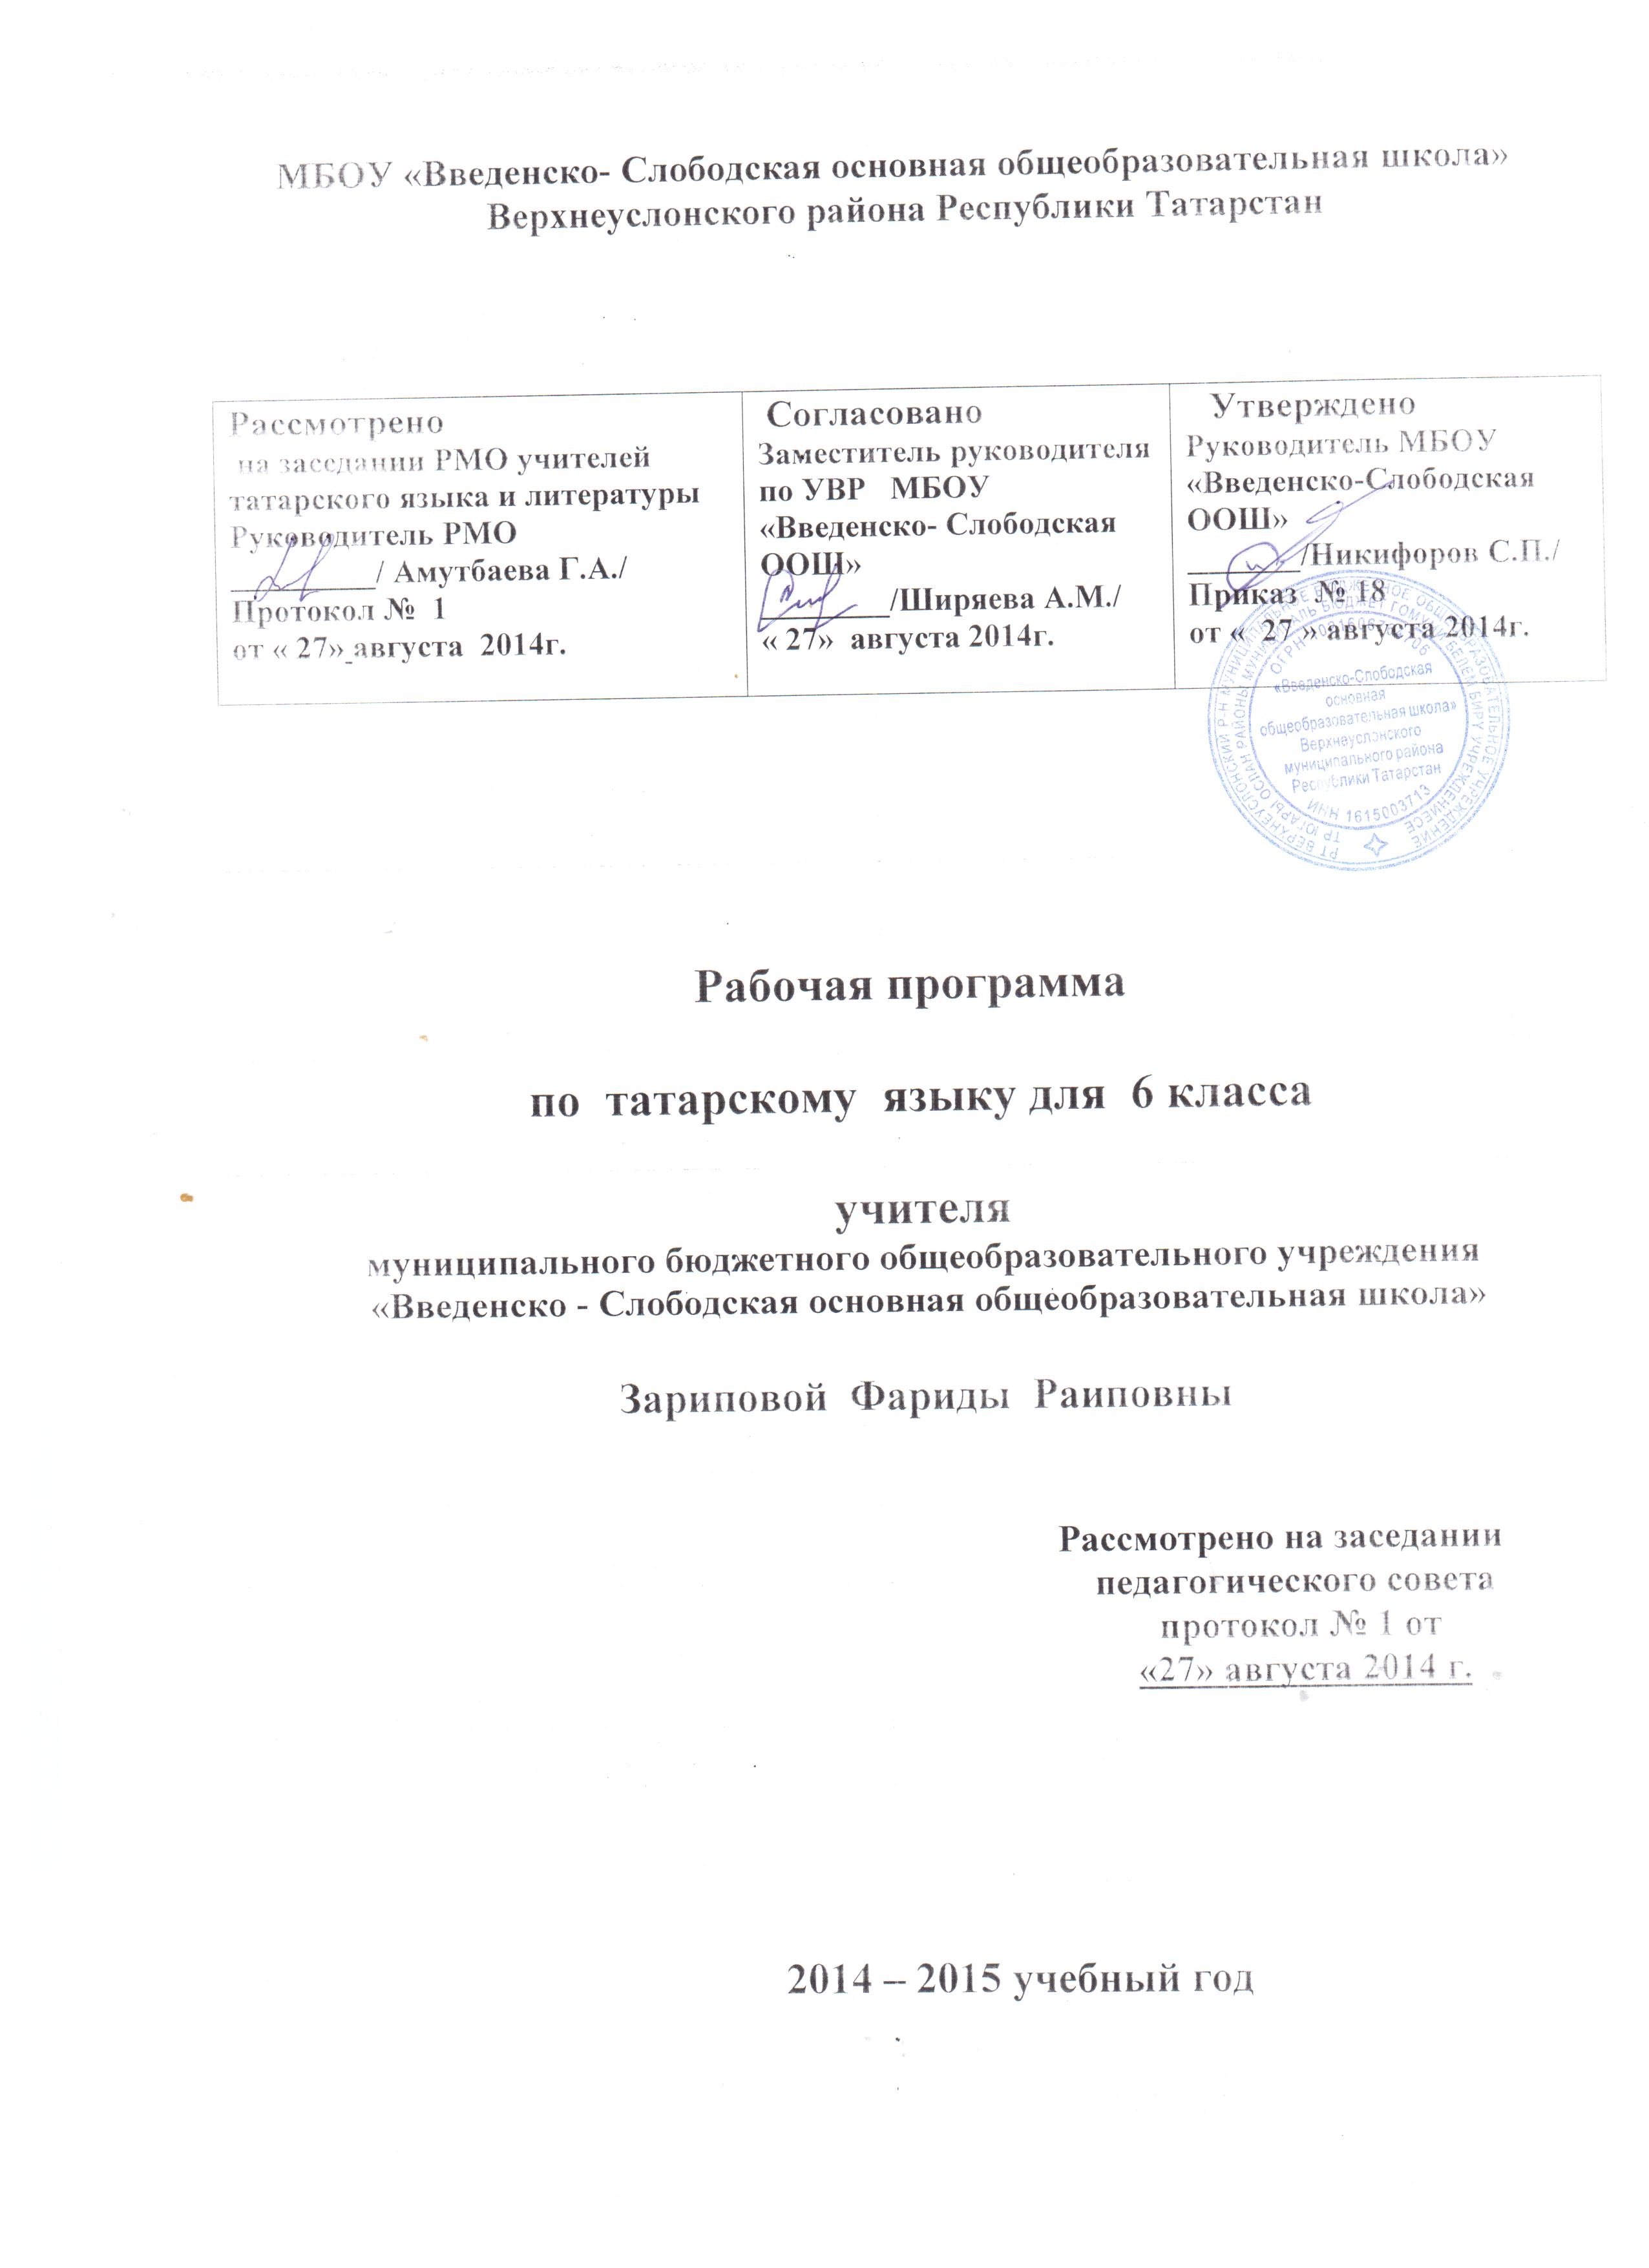 МБОУ «Введенско- Слободская основная общеобразовательная школа»
Верхнеуслонского района Республики Татарстан
Рассмотрено
на заседании РМО учителей
татарского языка и литературы
Руководитель РМО
_________/ Амутбаева Г.А./
Протокол № 1
от « 27» августа 2014г.
Согласовано
Заместитель руководителя
по УВР МБОУ
«Введенско- Слободская
ООШ»
________/Ширяева А.М./
« 27» августа 2014г.
Утверждено
Руководитель МБОУ
«Введенско-Слободская
ООШ»
_______/Никифоров С.П./
Приказ № 18
от « 27 » августа 2014г.
«Введенско-Слободская
основная
общеобразовательная школа»
Верхнеуслонского
муниципального района
Республики Татарстан
ИНН 1615003713
Рабочая программа
по татарскому языку для 6 класса
учителя
муниципального бюджетного общеобразовательного учреждения
«Введенско - Слободская основная общеобразовательная школа»
Зариповой Фариды Раиповны
Рассмотрено на заседании
педагогического совета
протокол № 1 от
«27» августа 2014 г.
2014 – 2015 учебный год